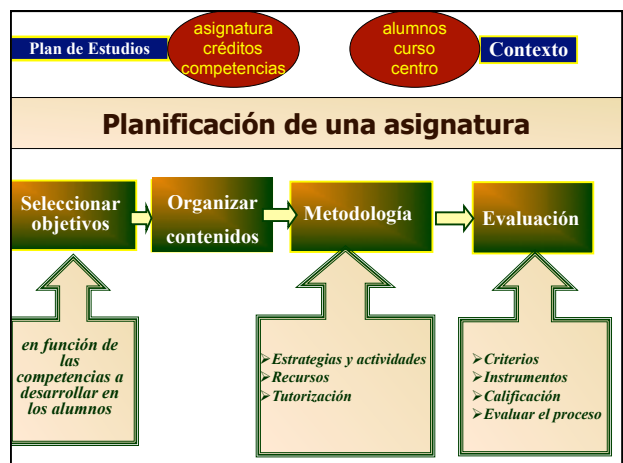 Plan de Estudios
asignatura
créditos
competencias
alumnos
curso
centro
Contexto
Planificación de una asignatura
Seleccionar
objetivos
Organizar
contenidos
Metodología
Evaluación
en función de
las
competencias a
desarrollar en
los alumnos
➢Estrategias y actividades
➢Recursos
➢Tutorización
➢Criterios
➢Instrumentos
➢Calificación
➢Evaluar el proceso